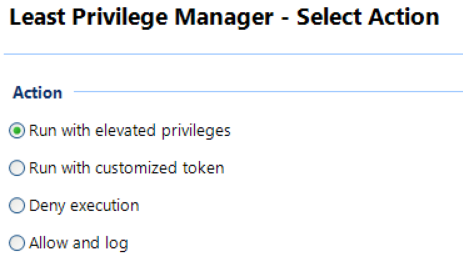 Least Privilege Manager - Select Action
Action
Run with elevated privileges
Run with customized token
Deny execution
Allow and log